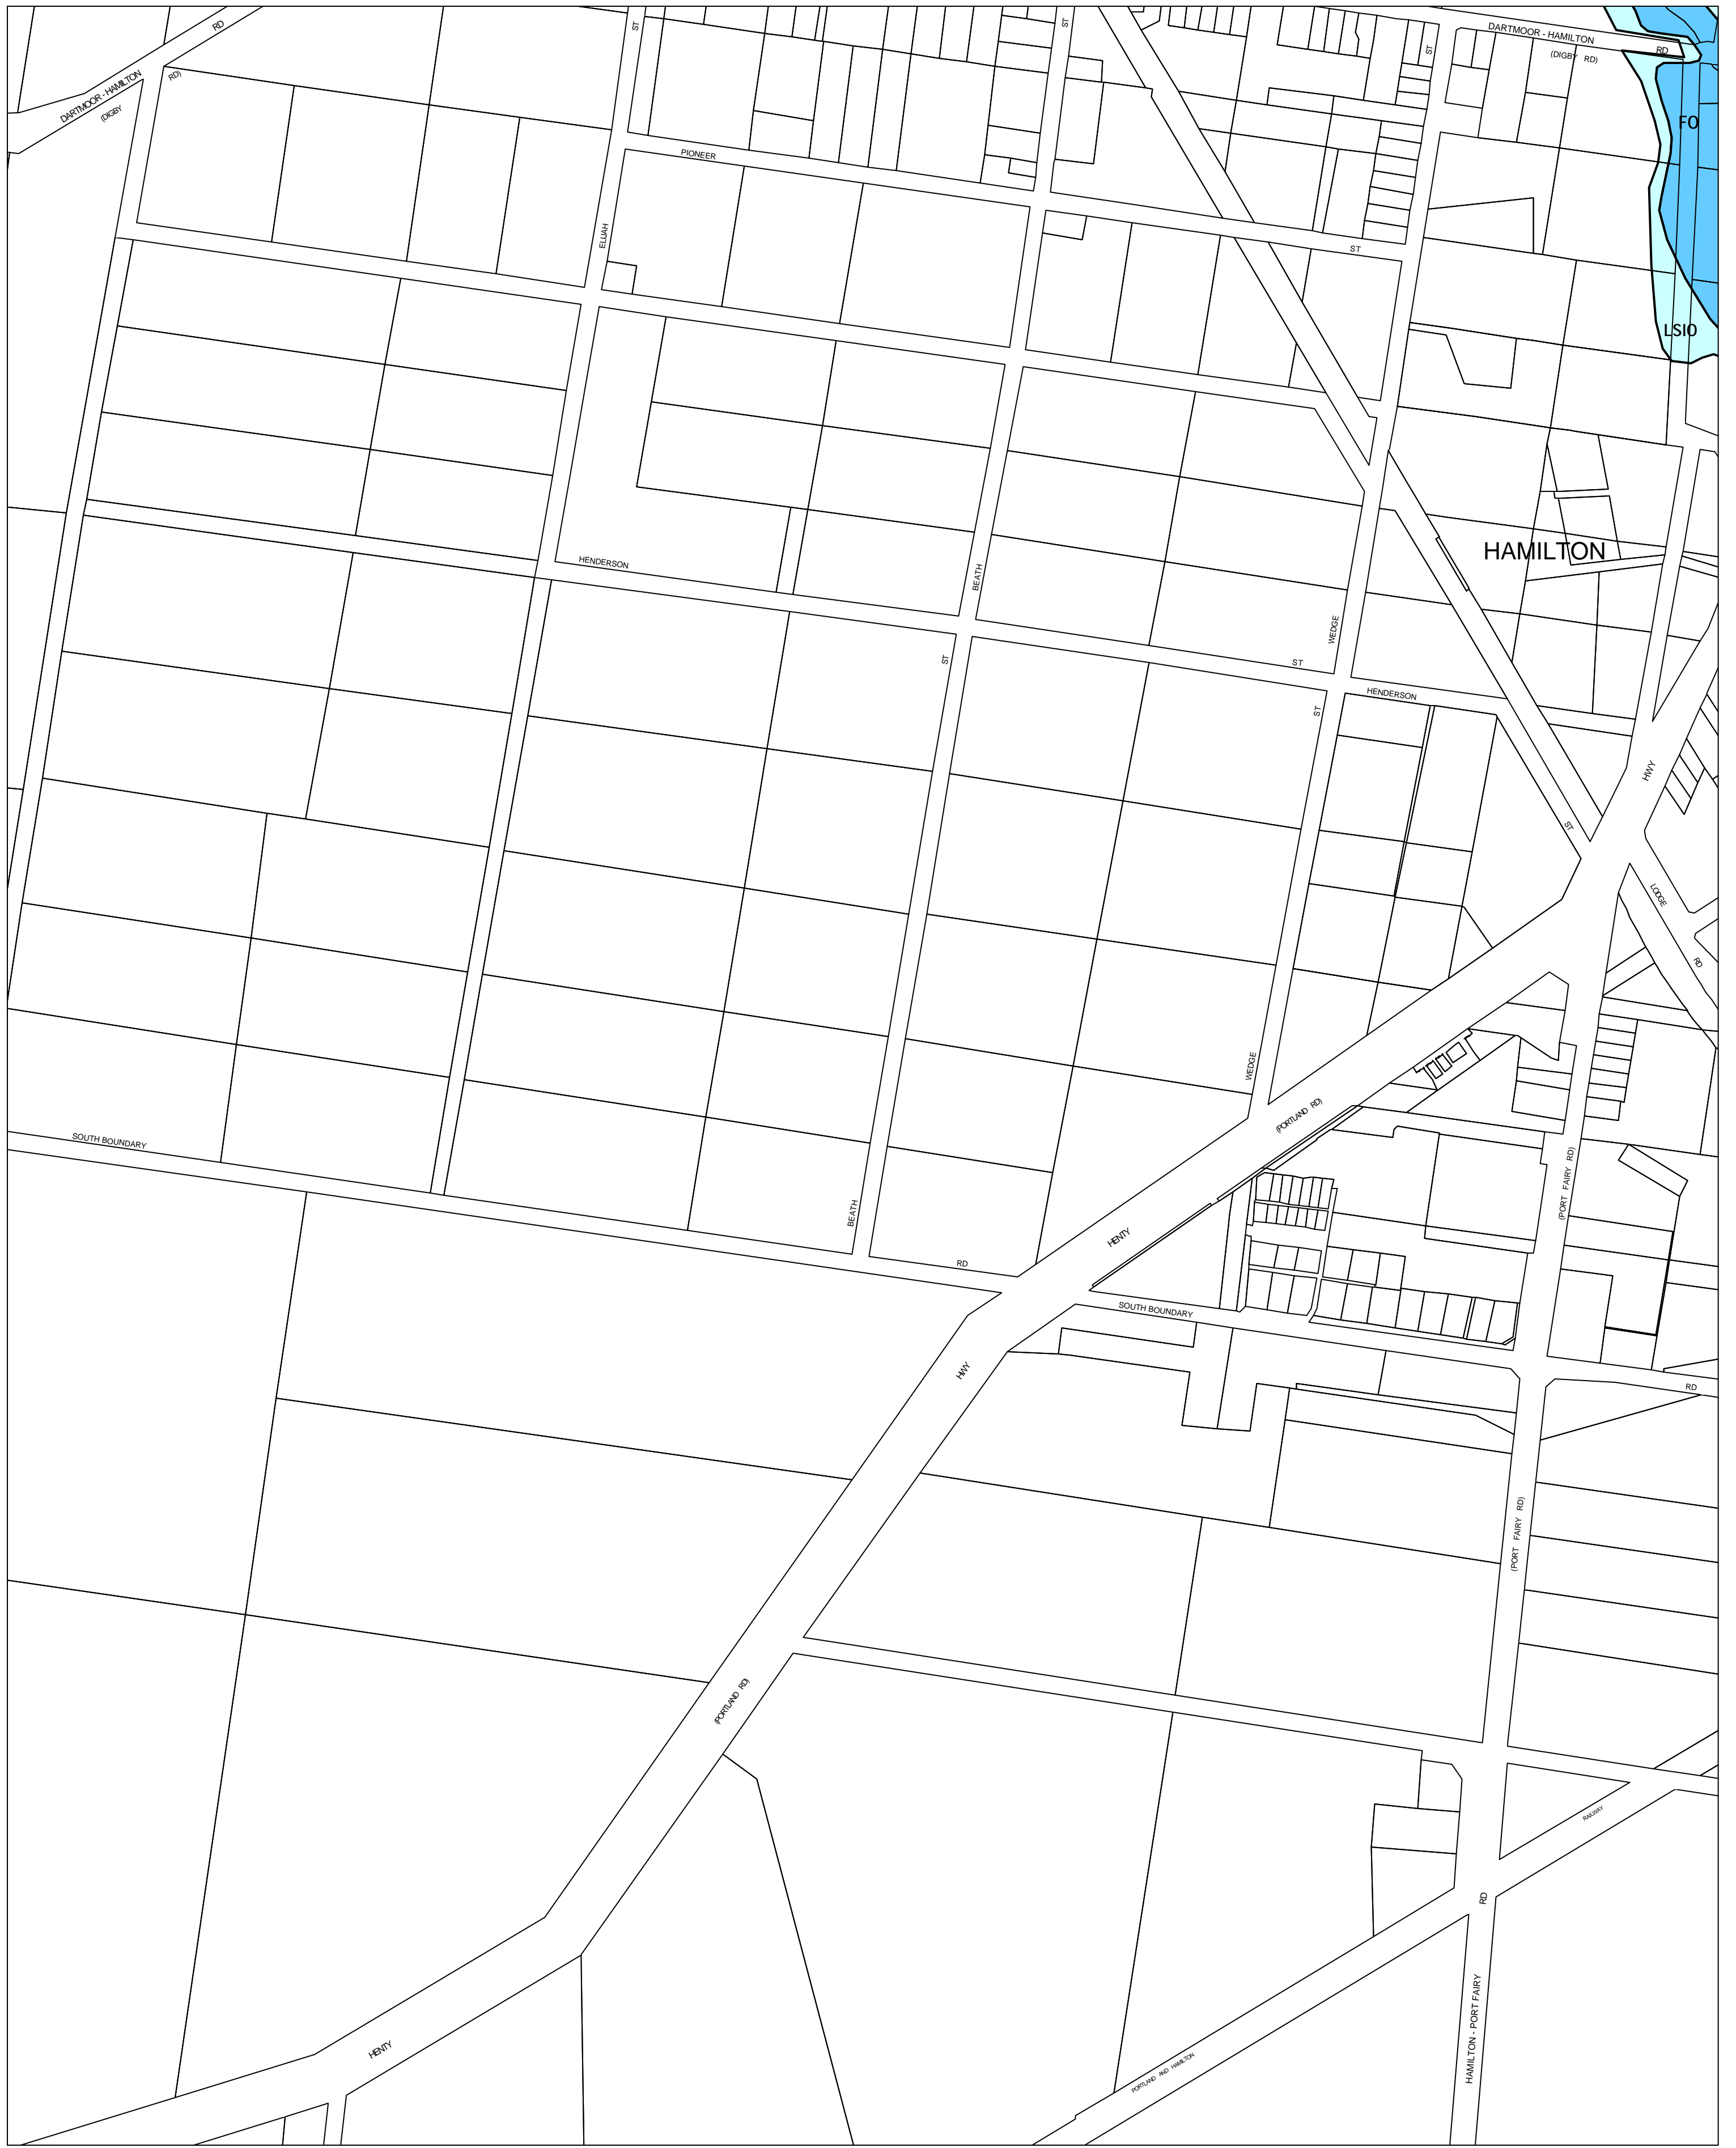 ST
ST
RD
DARTMOOR - HAMILTON
(DIGBY RD)
ST
RD
DARTMOOR - HAMILTON
RD)
(DIGBY
FO
PIONEER
ELIJAH
ST
LSIO
HAMILTON
HENDERSON
BEATH
WEDGE
ST
ST
HENDERSON
ST
HWY
ST
LODGE
RD
WEDGE
(PORTLAND RD)
SOUTH BOUNDARY
(PORT FAIRY RD)
BEATH
HENTY
RD
SOUTH BOUNDARY
HWY
RD
(PORT FAIRY RD)
(PORTLAND RD)
RAILWAY
RD
HAMILTON - PORT FAIRY
HENTY
PORTLAND AND HAMILTON